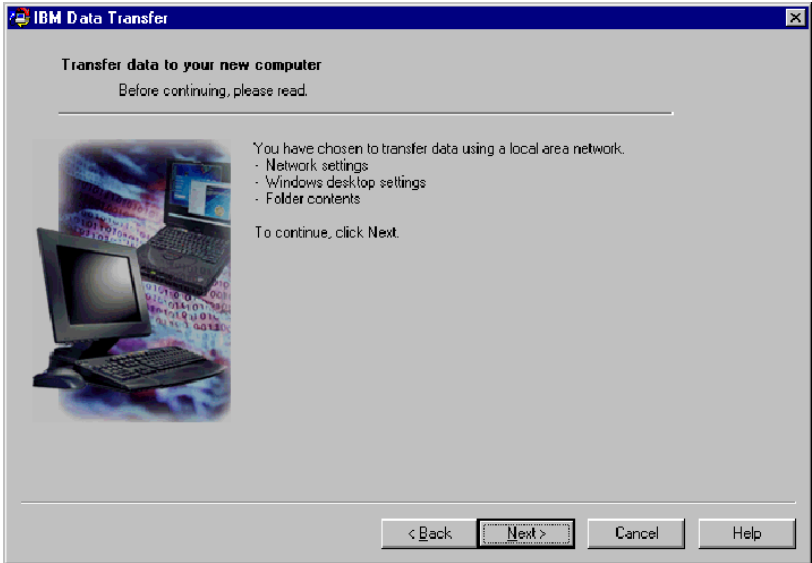 IBM Data Transfer
Transfer data to your new computer
Before continuing, please read.
You have chosen to transfer data using a local area network.
- Network settings
- Windows desktop settings
- Folder contents
To continue, click Next.
< Back
Next >
Cancel
Help